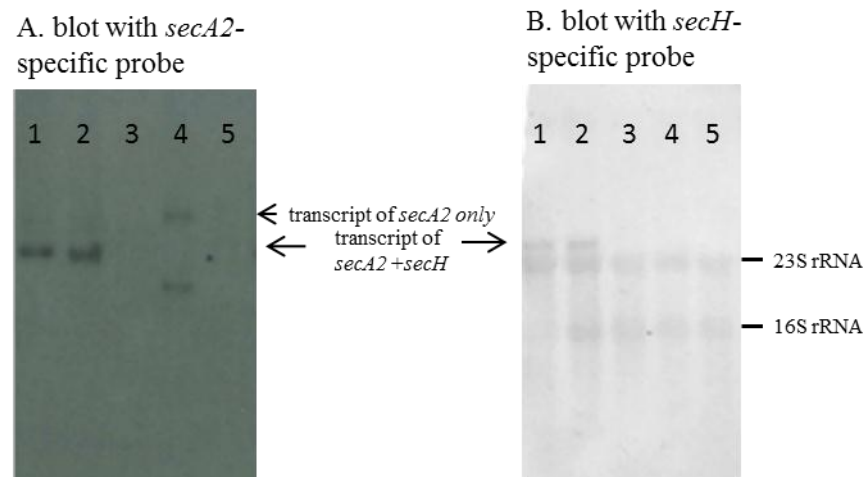 A. blot with secA2-
specific probe
1 2 3 4 5
B. blot with secH-
specific probe
1 2 3 4 5
transcript of secA2 only
transcript of
secA2 +secH
23S rRNA
16S rRNA